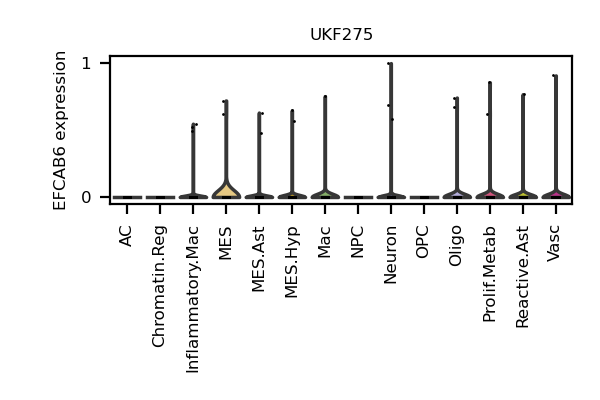 UKF275
EFCAB6 expression
1
0
AC
Chromatin.Reg
Inflammatory.Mac
MES
MES.Ast
MES.Hyp
Mac
NPC
Neuron
OPC
Oligo
Prolif.Metab
Reactive.Ast
Vasc